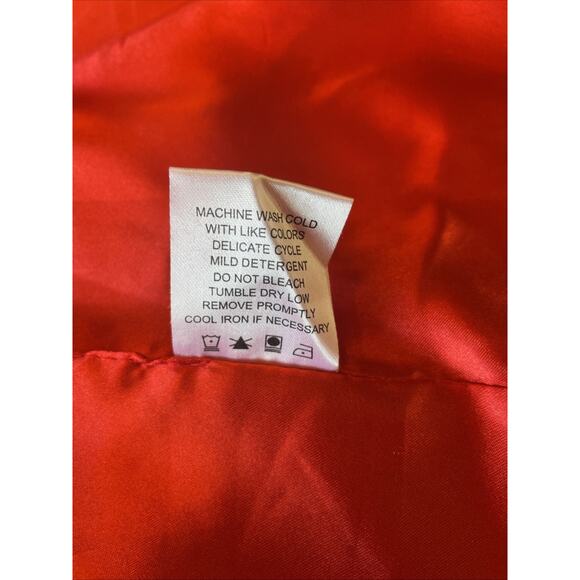 MACHINE WASH COLD
WITH LIKE COLORS
DELICATE CYCLE
MILD DETERGENT
DO NOT BLEACH
TUMBLE DRY LOW
REMOVE PROMPTLY
COOL IRON IF NECESSARY